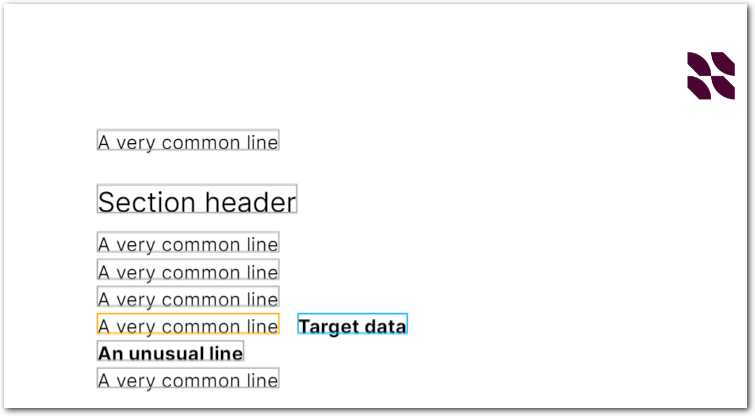 A very common line
Section header
A very common line
A very common line
A very common line
A very common line Target data
An unusual line
A very common line